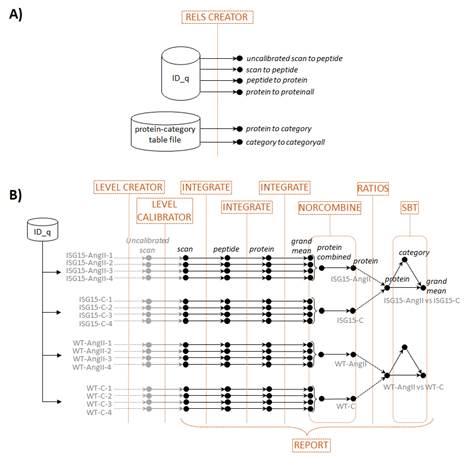 A)
RELS CREATOR
ID_q
uncalibrated scan to peptide
scan to peptide
peptide to protein
protein to proteinall
protein-category
table file
protein to category
category to categoryall
B)
LEVEL CREATOR
INTEGRATE
INTEGRATE
RATIOS
LEVEL
CALIBRATOR
INTEGRATE
NORCOMBINE
SBT
ID_q
Uncalibrated
scan
scan
peptide
protein
grand
mean
protein
combined
protein
category
ISG15-AngII-1
ISG15-AngII-2
ISG15-AngII-3
ISG15-AngII-4
ISG15-AngII
protein
grand
mean
ISG15-AngII vs ISG15-C
ISG15-C-1
ISG15-C-2
ISG15-C-3
ISG15-C-4
ISG15-C
WT-AngII-1
WT-AngII-2
WT-AngII-3
WT-AngII-4
WT-AngII
WT-AngII vs WT-C
WT-C-1
WT-C-2
WT-C-3
WT-C-4
WT-C
REPORT